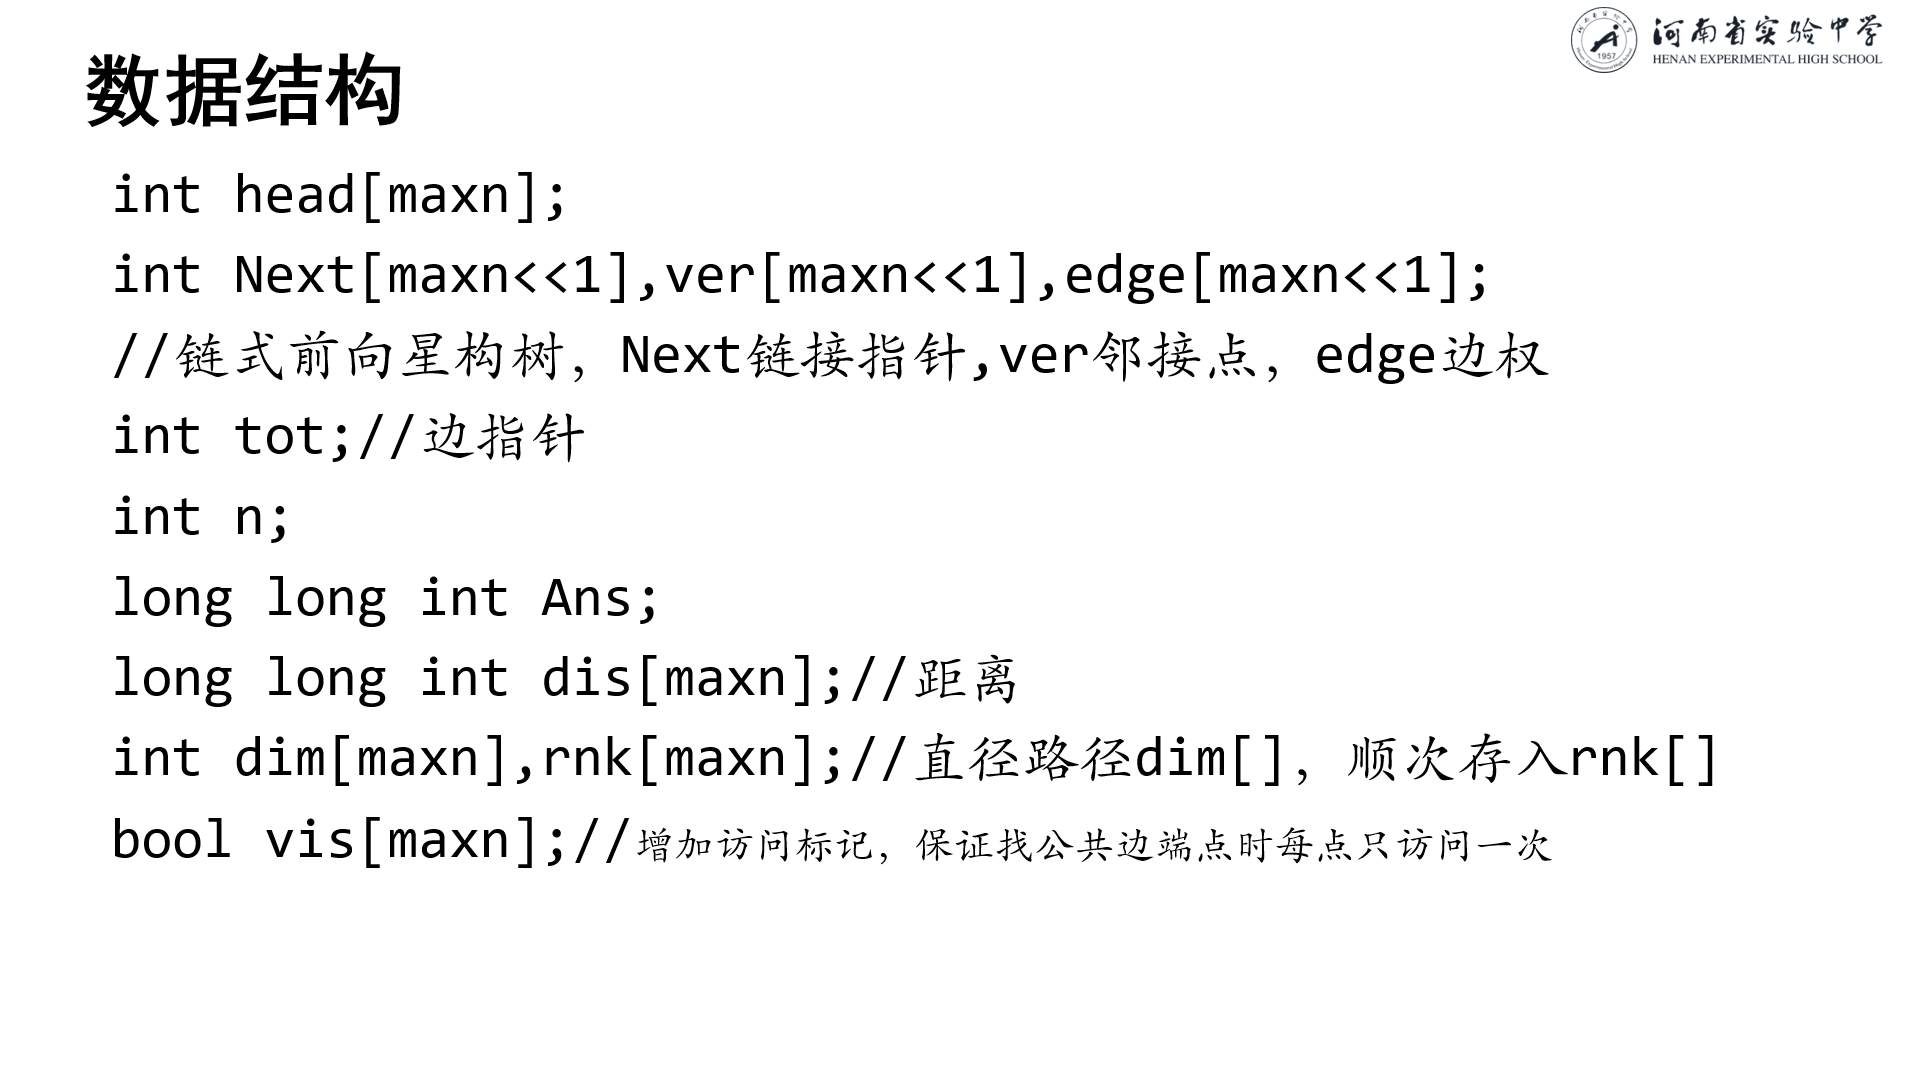 河南省实验中学
HENAN EXPERIMENTAL HIGH SCHOOL
1957
数据结构
int head[maxn];
int Next[maxn<<1],ver[maxn<<1],edge[maxn<<1];
//链式前向星构树，Next链接指针,ver邻接点，edge边权
int tot;//边指针
int n;
long long int Ans;
long long int dis[maxn];//距离
int dim[maxn],rnk[maxn];//直径路径dim[]，顺次存入rnk[]
bool vis[maxn];//增加访问标记，保证找公共边端点时每点只访问一次